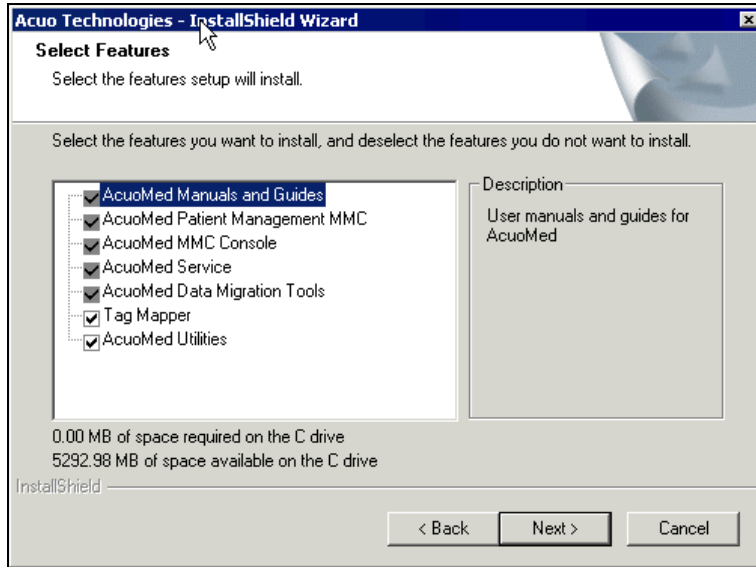 Acuo Technologies - InstallShield Wizard
Select Features
Select the features setup will install.
Select the features you want to install, and deselect the features you do not want to install.
AcuoMed Manuals and Guides
AcuoMed Patient Management MMC
AcuoMed MMC Console
AcuoMed Service
AcuoMed Data Migration Tools
Tag Mapper
AcuoMed Utilities
Description
User manuals and guides for
AcuoMed
0.00 MB of space required on the C drive
5292.98 MB of space available on the C drive
InstallShield
< Back
Next >
Cancel